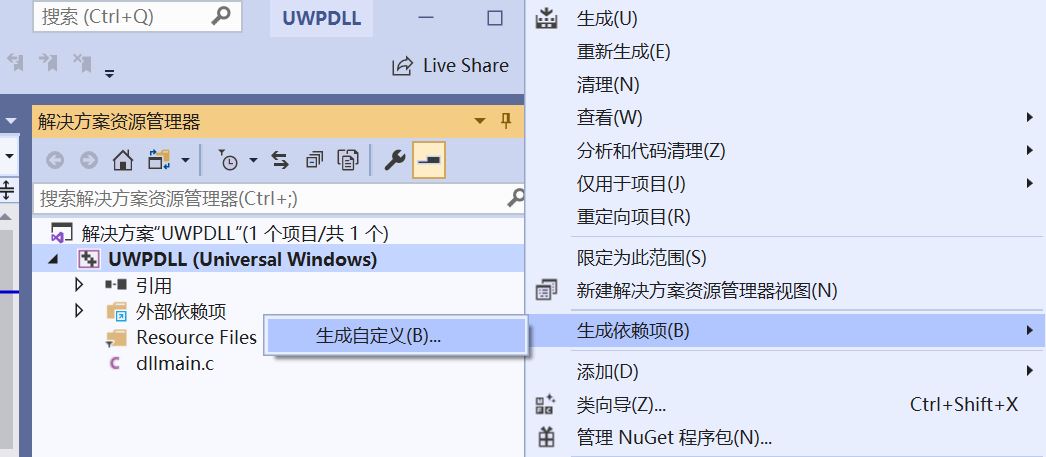 搜索 (Ctrl+Q)
UWPDLL
Live Share
解决方案资源管理器
搜索解决方案资源管理器(Ctrl+;)
解决方案“UWPDLL”(1 个项目/共 1 个)
UWPDLL (Universal Windows)
引用
外部依赖项
Resource Files
dllmain.c
生成自定义(B)...
生成(U)
重新生成(E)
清理(N)
查看(W)
分析和代码清理(Z)
仅用于项目(J)
重定向项目(R)
限定为此范围(S)
新建解决方案资源管理器视图(N)
生成依赖项(B)
添加(D)
类向导(Z)... Ctrl+Shift+X
管理 NuGet 程序包(N)...